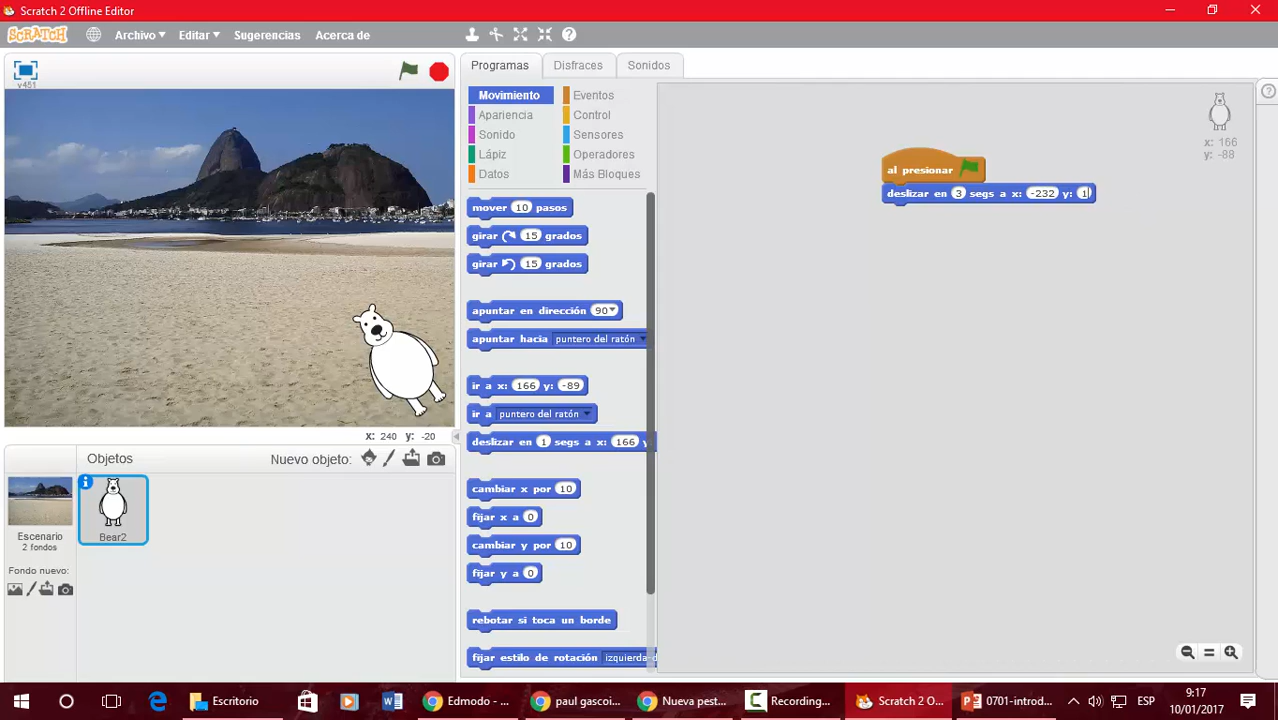 Scratch 2 Offline Editor
SCRATCH
Archivo
Editar
Sugerencias
Acerca de
v451
Programas
Disfraces
Sonidos
Movimiento
Eventos
Apariencia
Control
Sonido
Sensores
Lápiz
Operadores
Datos
Más Bloques
mover 10 pasos
girar 15 grados
girar 15 grados
apuntar en dirección 90
apuntar hacia puntero del ratón
ir a x: 166 y: -89
ir a puntero del ratón
deslizar en 1 segs a x: 166 y
cambiar x por 10
fijar x a 0
cambiar y por 10
fijar y a 0
rebotar si toca un borde
fijar estilo de rotación izquierda-d
al presionar
deslizar en 3 segs a x: -232 y: 1
x: 166
y: -88
x: 240 y: -20
Objetos
Nuevo objeto:
Escenario
2 fondos
Fondo nuevo:
Bear2
Escritorio
Edmodo - ...
paul gascoi...
Nueva pest...
Recording...
Scratch 2 O...
0701-introd...
ESP
9:17
10/01/2017